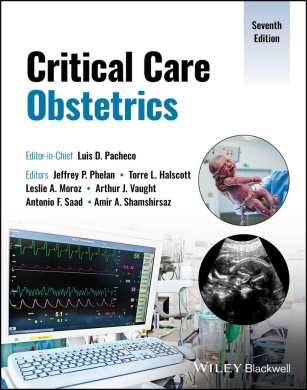 Seventh
Edition
Critical Care
Obstetrics
Editor-in-Chief Luis D. Pacheco
Editors Jeffrey P. Phelan • Torre L. Halscott
Leslie A. Moroz • Arthur J. Vaught
Antonio F. Saad • Amir A. Shamshirsaz
WILEY Blackwell